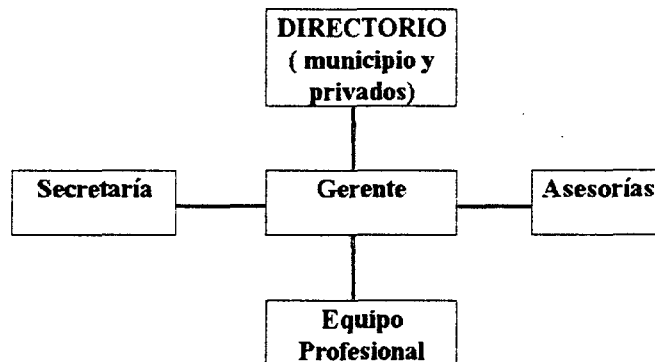 DIRECTORIO
( municipio y
privados)
Secretaría
Gerente
Asesorías
Equipo
Profesional